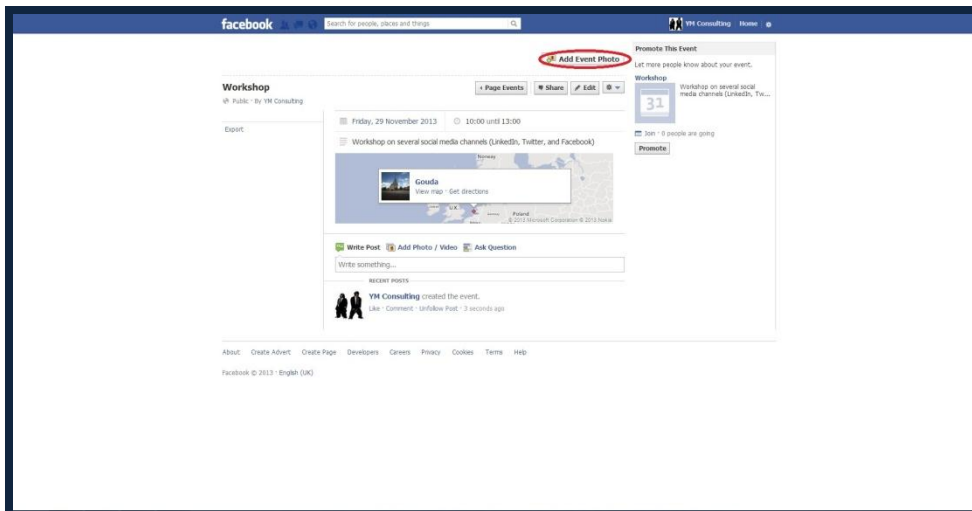 facebook
Search for people, places and things
YM Consulting Home
Add Event Photo
Promote This Event
Let more people know about your event.
Workshop
Workshop on several social
media channels (LinkedIn, Tw...
31
Join · 0 people are going
Promote
Workshop
Public · By YM Consulting
Page Events
Share
Edit
Export
Friday, 29 November 2013
10:00 until 13:00
Workshop on several social media channels (LinkedIn, Twitter, and Facebook)
Norway
Gouda
View map · Get directions
U.K.
Poland
© 2013 Microsoft Corporation © 2013 Nokia
Write Post Add Photo / Video Ask Question
Write something...
RECENT POSTS
YM Consulting created the event.
Like · Comment · Unfollow Post · 3 seconds ago
About Create Advert Create Page Developers Careers Privacy Cookies Terms Help
Facebook © 2013 · English (UK)